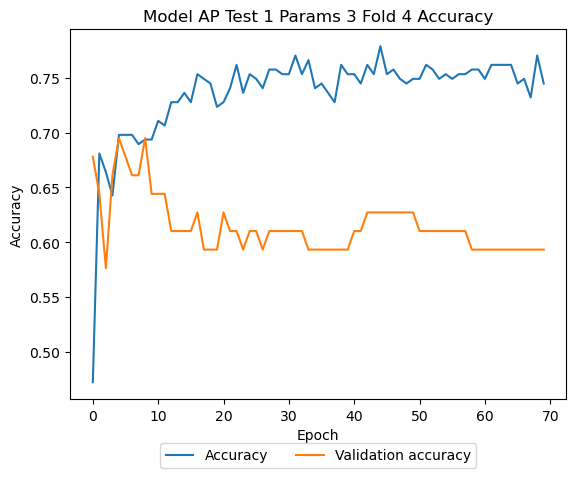 Model AP Test 1 Params 3 Fold 4 Accuracy
0.75
0.70
0.65
0.60
0.55
0.50
Accuracy
0 10 20 30 40 50 60 70
Epoch
Accuracy Validation accuracy